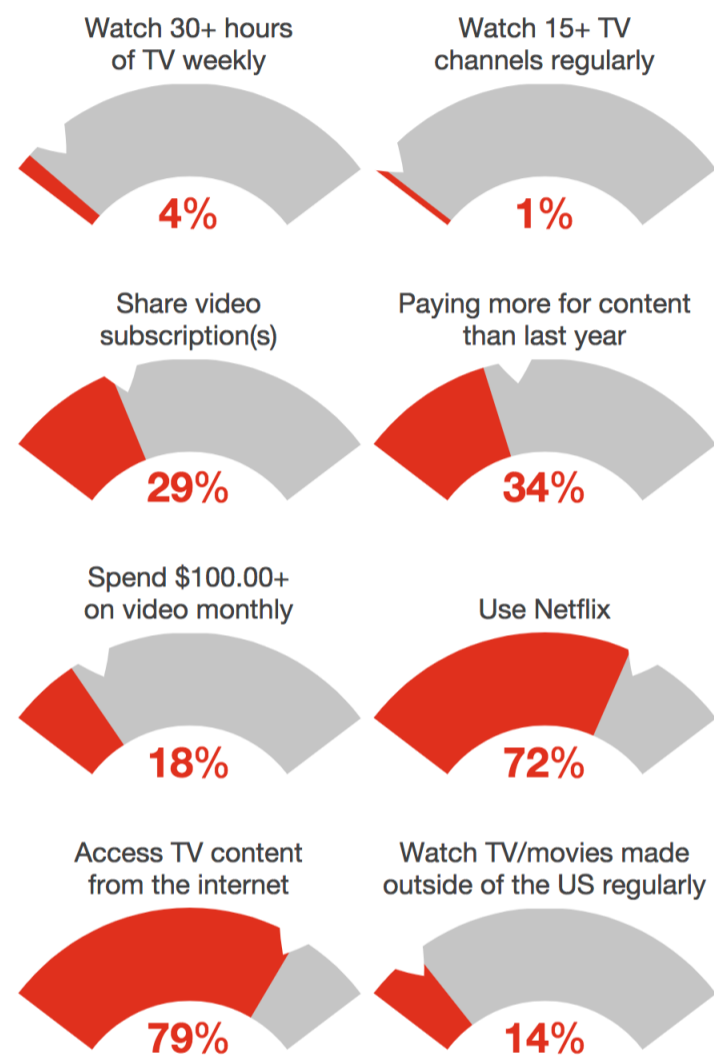 Watch 30+ hours
of TV weekly
4%
Watch 15+ TV
channels regularly
1%
Share video
subscription(s)
29%
Paying more for content
than last year
34%
Spend $100.00+
on video monthly
18%
Use Netflix
72%
Access TV content
from the internet
79%
Watch TV/movies made
outside of the US regularly
14%